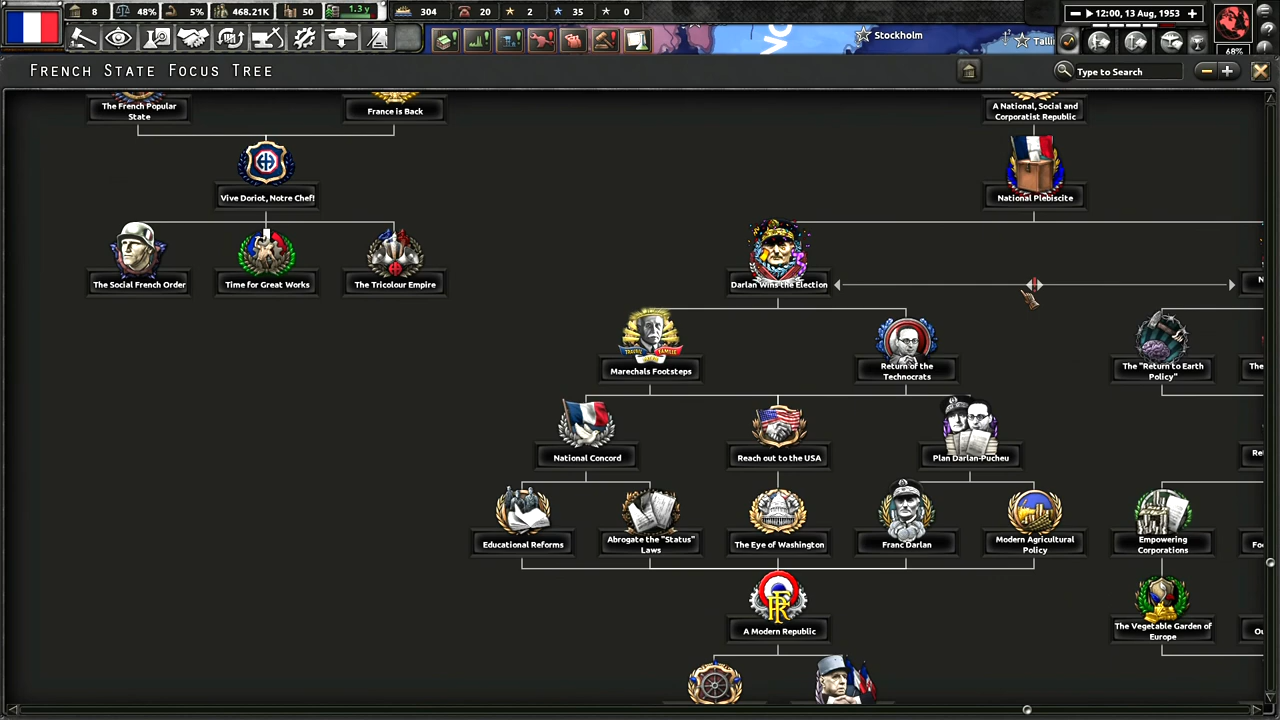 8
48%
5%
468.21K
50
1.3 y
304
20
2
35
0
12:00, 13 Aug, 1953
68%
Stockholm
Talli
FRENCH STATE FOCUS TREE
Type to Search
The French Popular
State
France is Back
A National, Social and
Corporatist Republic
Vive Doriot, Notre Chef!
National Plebiscite
The Social French Order
Time for Great Works
The Tricolour Empire
Darlan Wins the Election
N
Marechals Footsteps
Return of the
Technocrats
The "Return to Earth
Policy"
The
National Concord
Reach out to the USA
Plan Darlan-Pucheu
Ret
Educational Reforms
Abrogate the "Status"
Laws
The Eye of Washington
Franc Darlan
Modern Agricultural
Policy
Empowering
Corporations
Foo
A Modern Republic
The Vegetable Garden of
Europe
Ou